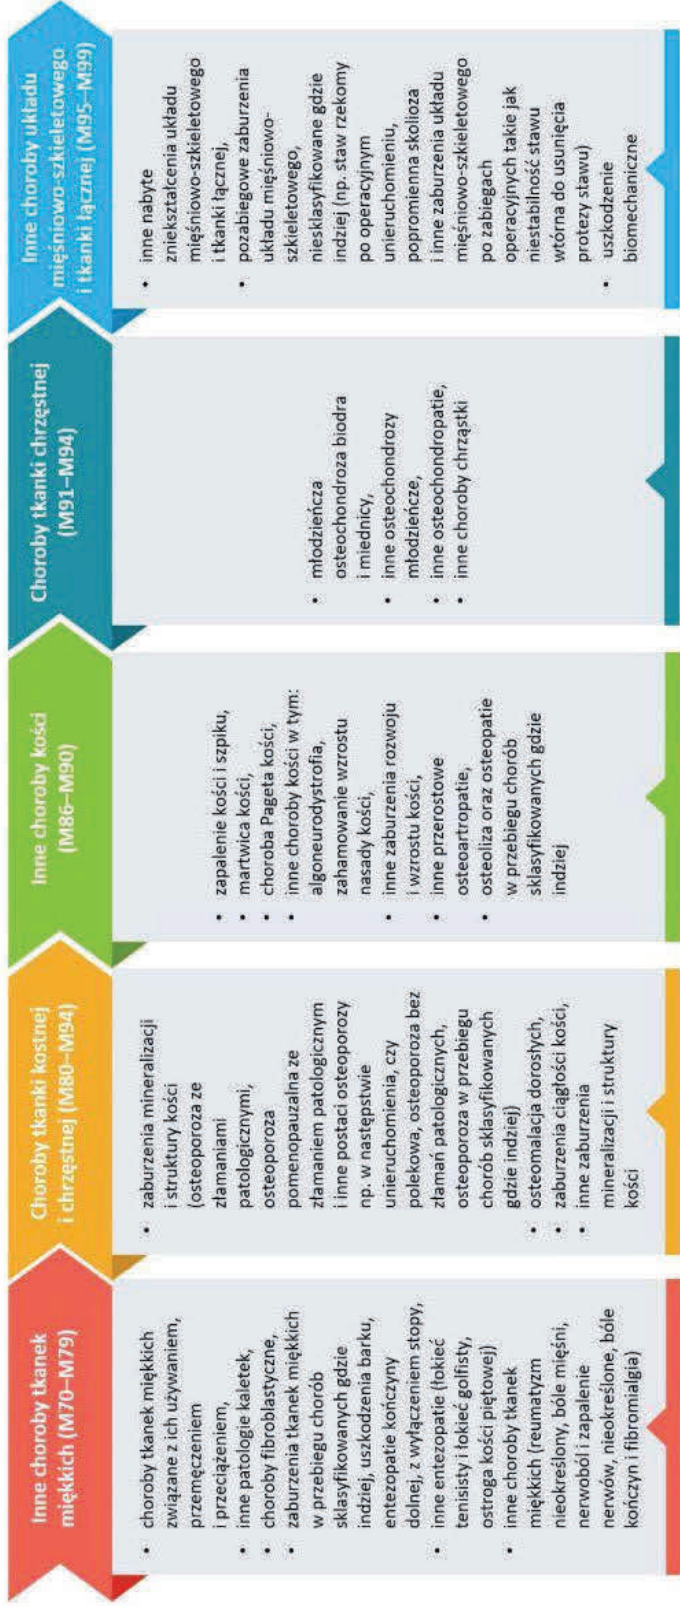 Inne choroby tkanek
miękkich (M70–M79)
• choroby tkanek miękkich
związane z ich używaniem,
przemęczeniem
i przeciążeniem,
• inne patologie kaletek,
• choroby fibroblastyczne,
• zaburzenia tkanek miękkich
w przebiegu chorób
sklasyfikowanych gdzie
indziej, uszkodzenia barku,
entezopatie kończyny
dolnej, z wyłączeniem stopy,
• inne entezopatie (łokieć
tenisisty i łokieć golfisty,
ostroga kości piętowej)
• inne choroby tkanek
miękkich (reumatyzm
nieokreślony, bóle mięśni,
nerwoból i zapalenie
nerwów, nieokreślone, bóle
kończyn i fibromialgia)
Choroby tkanki kostnej
i chrzęstnej (M80–M94)
• zaburzenia mineralizacji
i struktury kości
(osteoporoza ze
złamaniami
patologicznymi,
osteoporoza
pomenopauzalna ze
złamaniem patologicznym
i inne postaci osteoporozy
np. w następstwie
unieruchomienia, czy
polekowa, osteoporoza bez
złamań patologicznych,
osteoporoza w przebiegu
chorób sklasyfikowanych
gdzie indziej)
• osteomalacja dorosłych,
• zaburzenia ciągłości kości,
• inne zaburzenia
mineralizacji i struktury
kości
Inne choroby kości
(M86–M90)
• zapalenie kości i szpiku,
• martwica kości,
• choroba Pageta kości,
• inne choroby kości w tym:
algoneurodystrofia,
zahamowanie wzrostu
nasady kości,
• inne zaburzenia rozwoju
i wzrostu kości,
• inne przerostowe
osteoartropatie,
• osteoliza oraz osteopatie
w przebiegu chorób
sklasyfikowanych gdzie
indziej
Choroby tkanki chrzęstnej
(M91–M94)
• młodzieńcza
osteochondroza biodra
i miednicy,
• inne osteochondrozy
młodzieńcze,
• inne osteochondropatie,
• inne choroby chrząstki
Inne choroby układu
mięśniowo-szkieletowego
i tkanki łącznej (M95–M99)
• inne nabyte
zniekształcenia układu
mięśniowo-szkieletowego
i tkanki łącznej,
• pozabiegowe zaburzenia
układu mięśniowo-
szkieletowego,
niesklasyfikowane gdzie
indziej (np. staw rzekomy
po operacyjnym
unieruchomieniu,
popromienna skolioza
i inne zaburzenia układu
mięśniowo-szkieletowego
po zabiegach
operacyjnych takie jak
niestabilność stawu
wtórna do usunięcia
protezy stawu)
• uszkodzenie
biomechaniczne